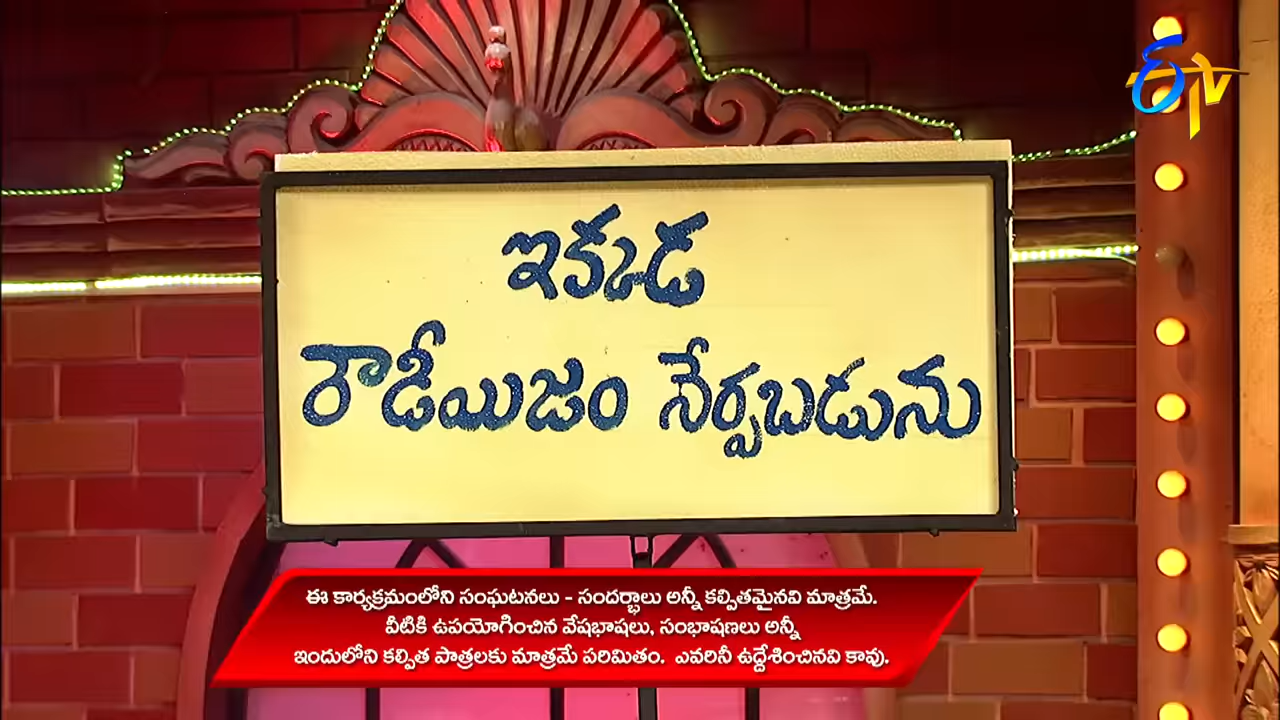 ఈ TV
ఇక్కడ
రౌడీయిజం నేర్పబడును
ఈ కార్యక్రమంలోని సంఘటనలు - సందర్భాలు అన్నీ కల్పితమైనవి మాత్రమే.
వీటికి ఉపయోగించిన వేషభాషలు, సంభాషణలు అన్నీ
ఇందులోని కల్పిత పాత్రలకు మాత్రమే పరిమితం. ఎవరినీ ఉద్దేశించినవి కావు.